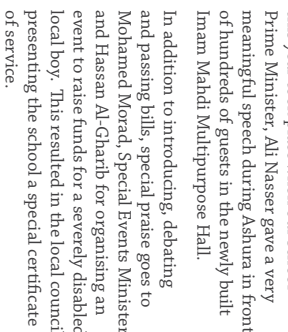 Prime Minister, Ali Nasser gave a very
meaningful speech during Ashura in front
of hundreds of guests in the newly built
Imam Mahdi Multipurpose Hall.
In addition to introducing, debating
and passing bills, special praise goes to
Mohamed Morad, Special Events Minister
and Hassan Al-Gharib for organising an
event to raise funds for a severely disabled
local boy. This resulted in the local counci
presenting the school a special certificate
of service.